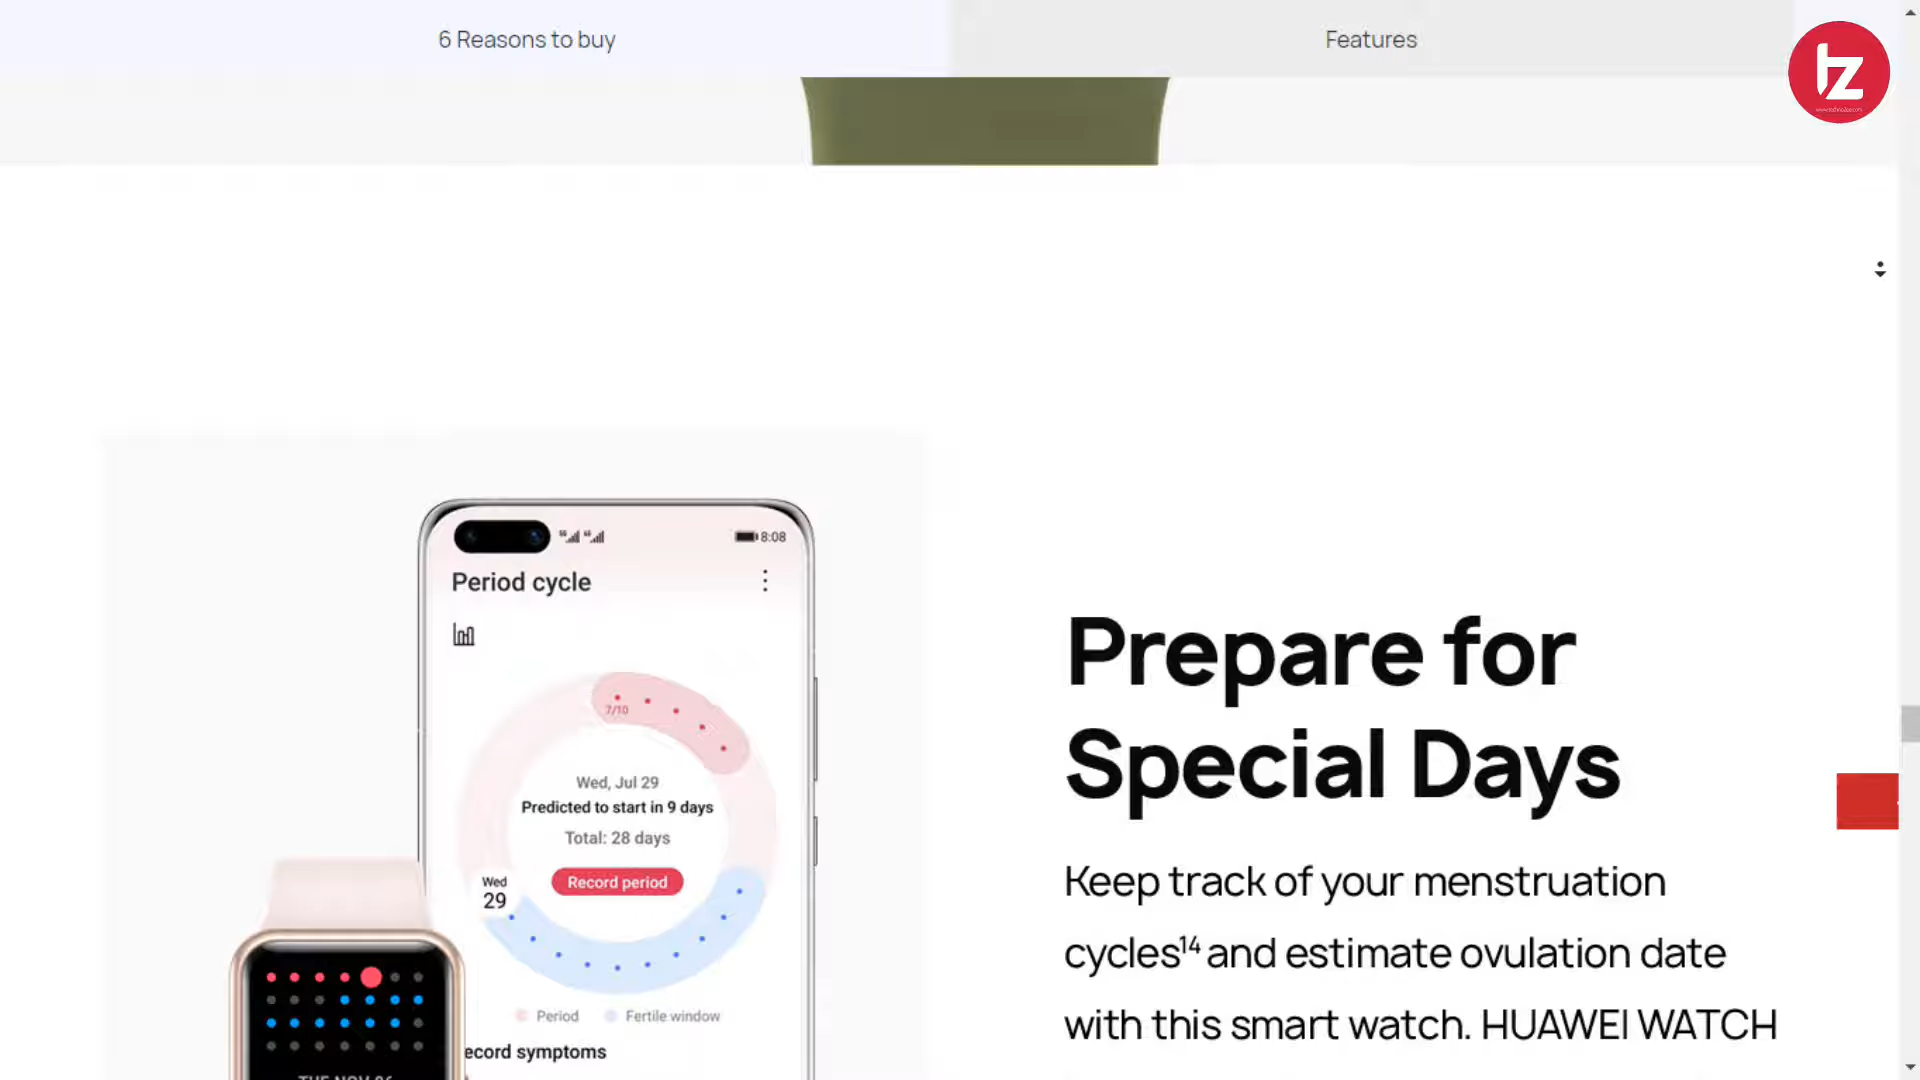 6 Reasons to buy
Features
tz
8:08
Period cycle
7/10
Wed, Jul 29
Predicted to start in 9 days
Total: 28 days
Record period
Wed
29
Period
Fertile window
ecord symptoms
Prepare for
Special Days
Keep track of your menstruation
cycles¹⁴ and estimate ovulation date
with this smart watch. HUAWEI WATCH